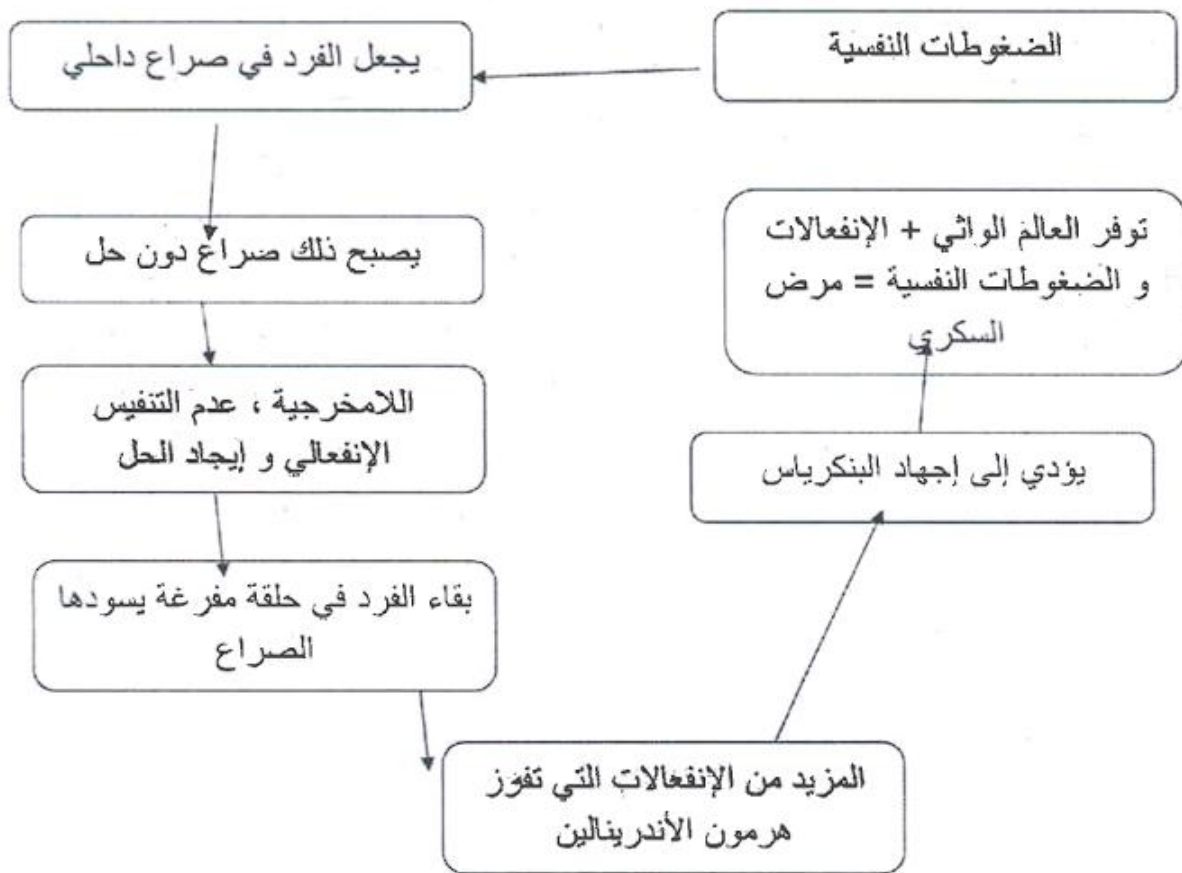 الضغوطات النفسية
يجعل الفرد في صراع داخلي
يصبح ذلك صراع دون حل
اللامخرجية ، عدم التنفيس
الإنفعالي و إيجاد الحل
بقاء الفرد في حلقة مفرغة يسودها
الصراع
المزيد من الإنفعالات التي تفوز
هرمون الأندرينالين
يؤدي إلى إجهاد البنكرياس
توفر العالم الواثي + الإنفعالات
و الضغوطات النفسية = مرض
السكري